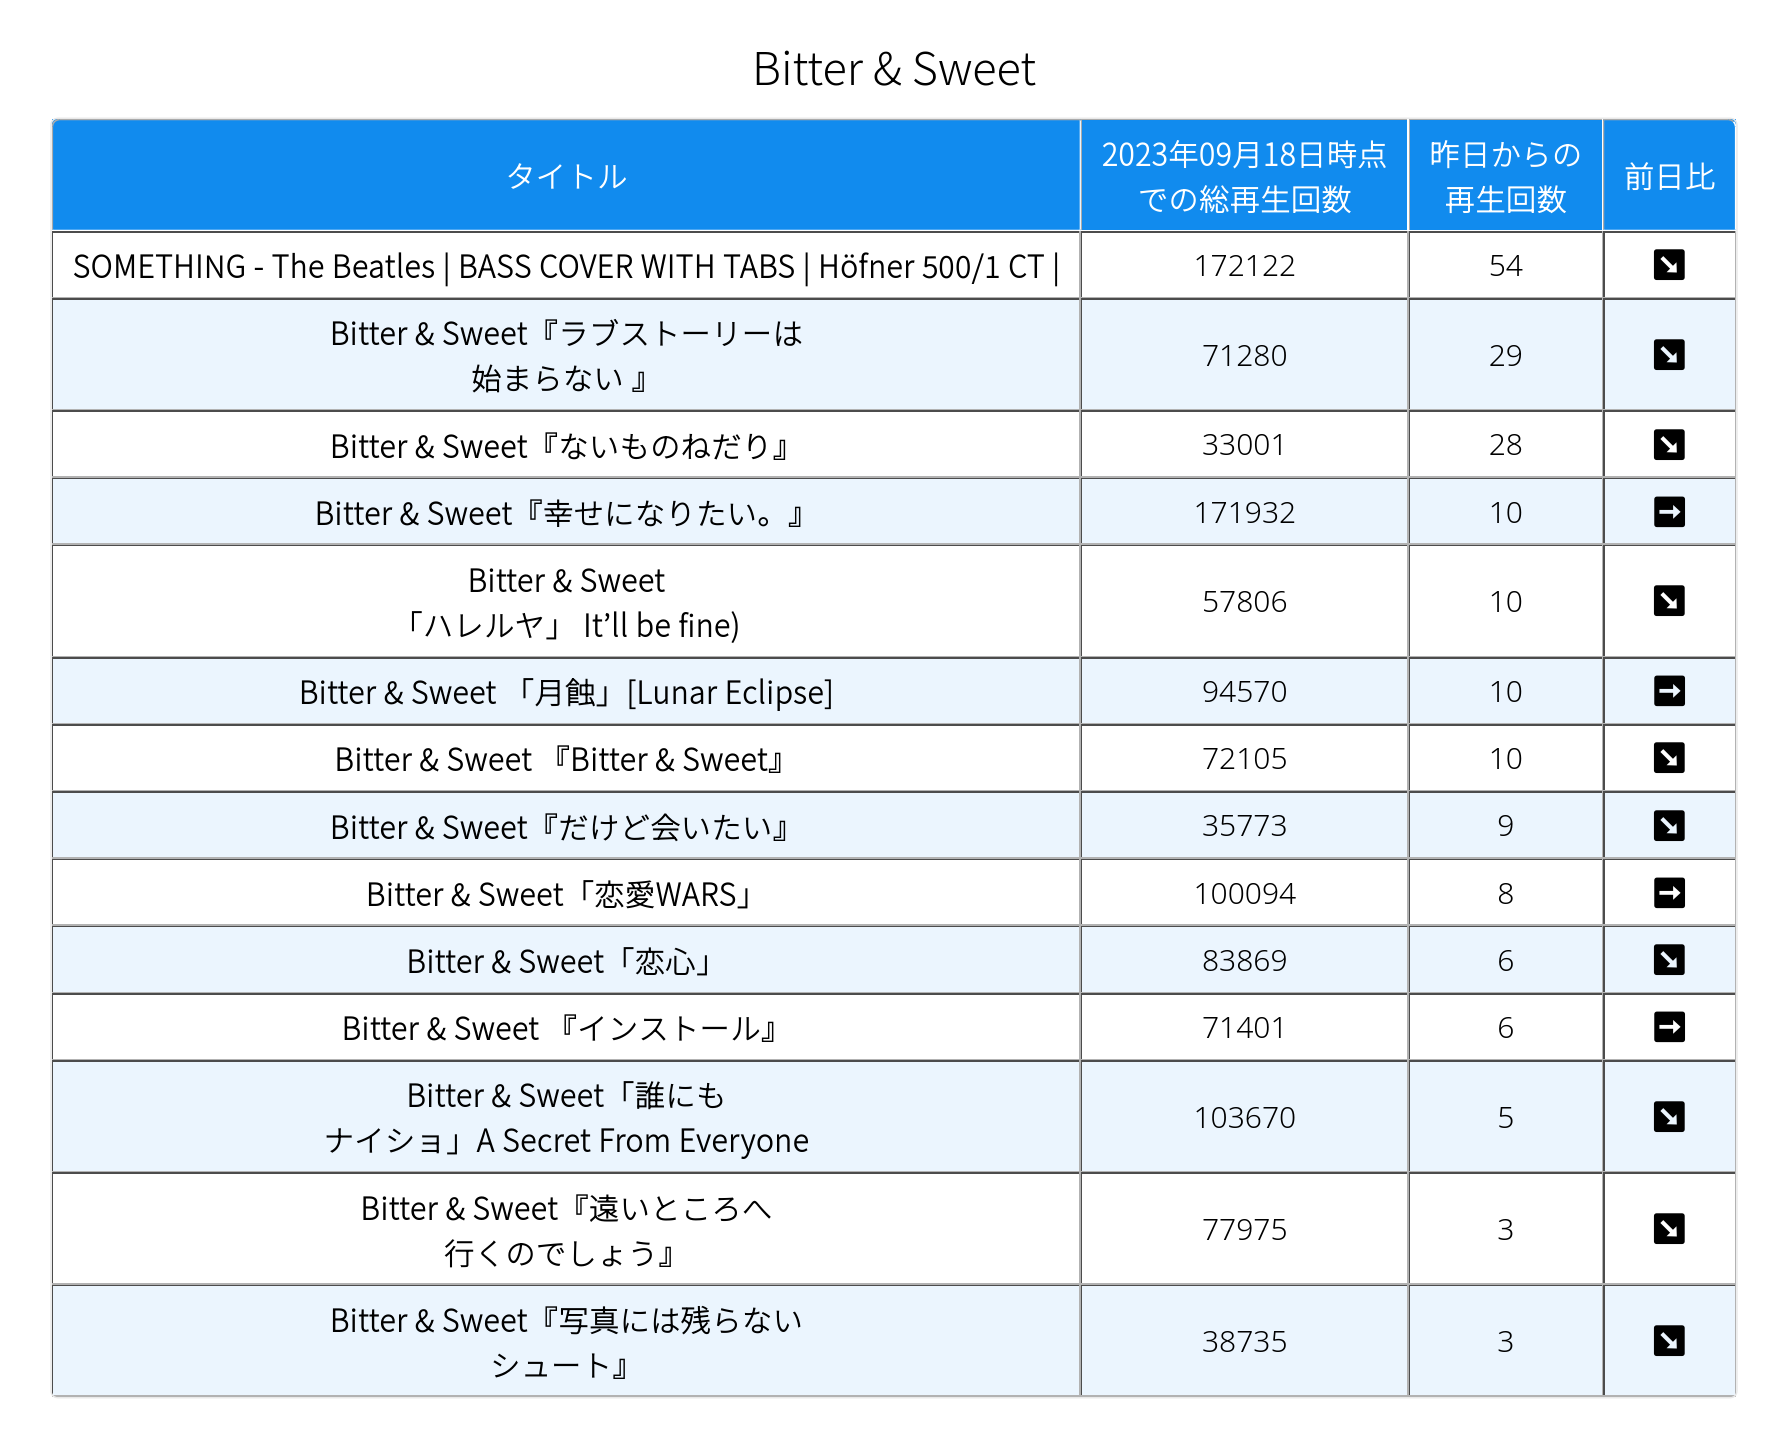 Bitter & Sweet
タイトル
2023年09月18日時点
での総再生回数
昨日からの
再生回数
前日比
SOMETHING - The Beatles | BASS COVER WITH TABS | Höfner 500/1 CT |
172122
54
Bitter & Sweet『ラブストーリーは
始まらない 』
71280
29
Bitter & Sweet『ないものねだり』
33001
28
Bitter & Sweet『幸せになりたい。』
171932
10
Bitter & Sweet
「ハレルヤ」 It’ll be fine)
57806
10
Bitter & Sweet 「月蝕」[Lunar Eclipse]
94570
10
Bitter & Sweet 『Bitter & Sweet』
72105
10
Bitter & Sweet『だけど会いたい』
35773
9
Bitter & Sweet「恋愛WARS」
100094
8
Bitter & Sweet「恋心」
83869
6
Bitter & Sweet 『インストール』
71401
6
Bitter & Sweet「誰にも
ナイショ」A Secret From Everyone
103670
5
Bitter & Sweet『遠いところへ
行くのでしょう』
77975
3
Bitter & Sweet『写真には残らない
シュート』
38735
3